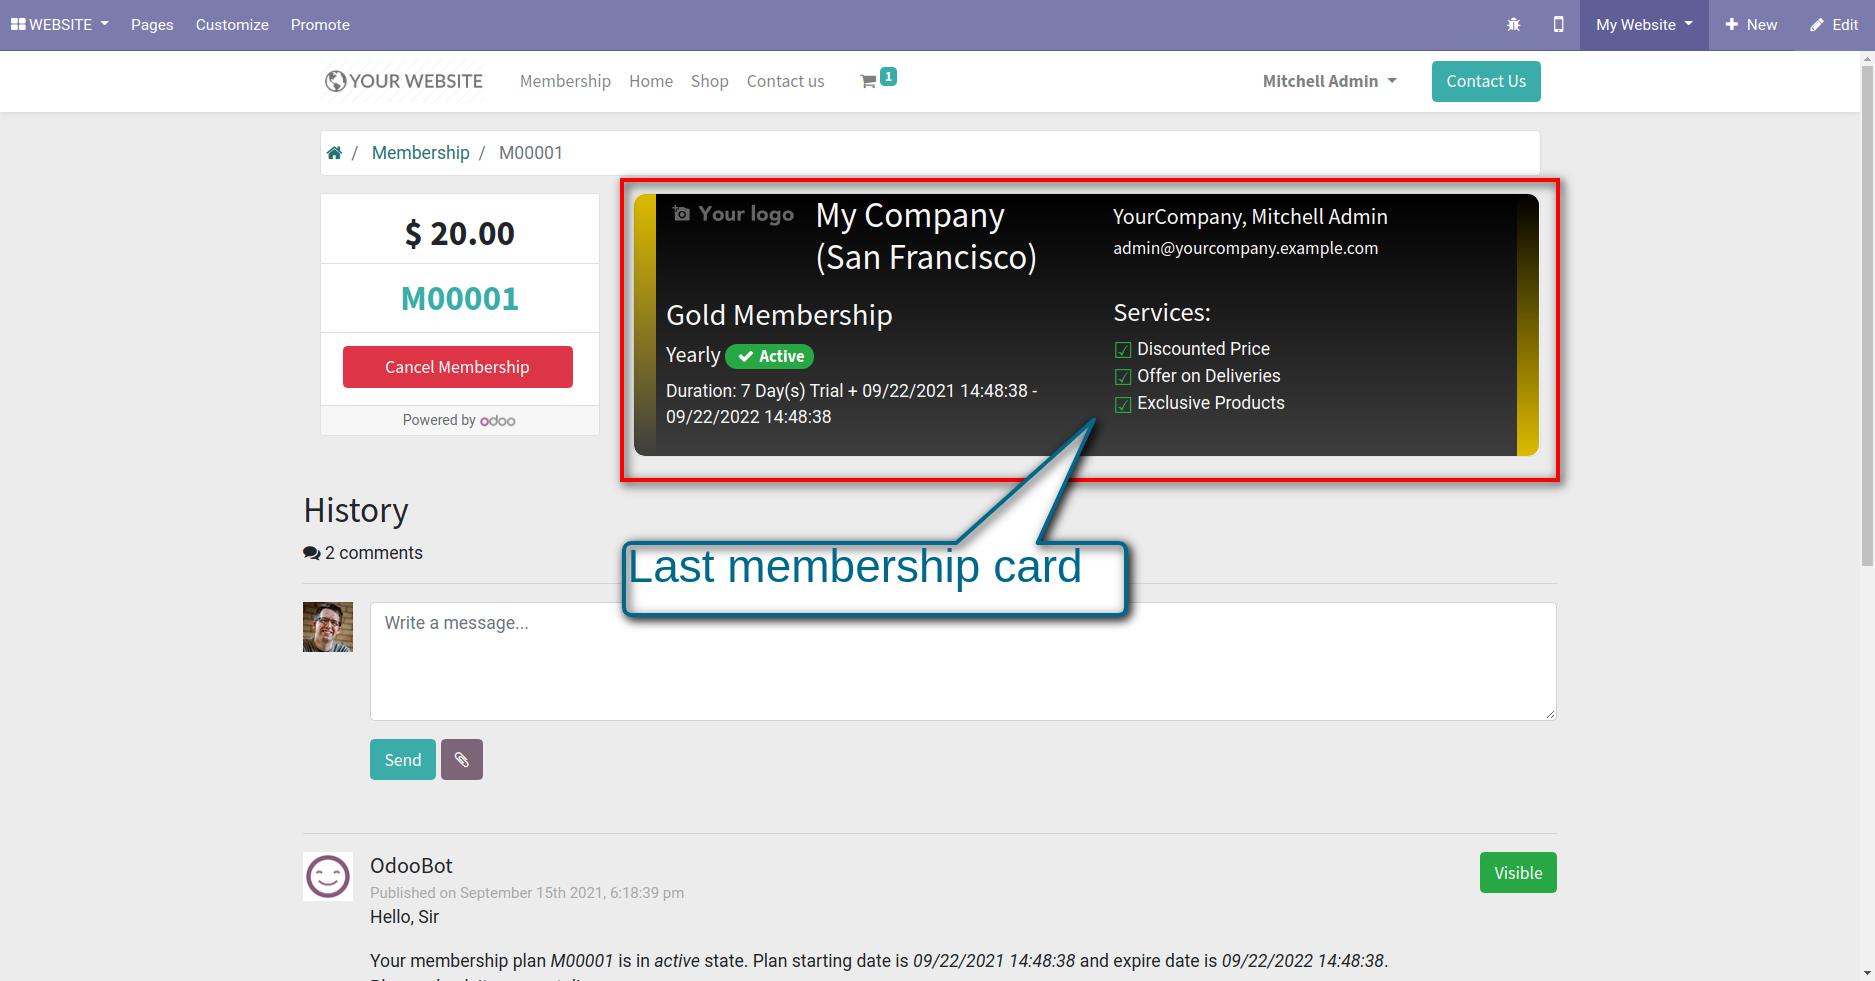 WEBSITE Pages Customize Promote My Website New Edit
YOUR WEBSITE Membership Home Shop Contact us 1 Mitchell Admin Contact Us
/ Membership / M00001
$ 20.00
M00001
Cancel Membership
Powered by odoo
Your logo
My Company
(San Francisco)
YourCompany, Mitchell Admin
admin@yourcompany.example.com
Gold Membership
Yearly Active
Duration: 7 Day(s) Trial + 09/22/2021 14:48:38 -
09/22/2022 14:48:38
Services:
Discounted Price
Offer on Deliveries
Exclusive Products
Last membership card
History
2 comments
Write a message...
Send
OdooBot
Visible
Published on September 15th 2021, 6:18:39 pm
Hello, Sir
Your membership plan M00001 is in active state. Plan starting date is 09/22/2021 14:48:38 and expire date is 09/22/2022 14:48:38.